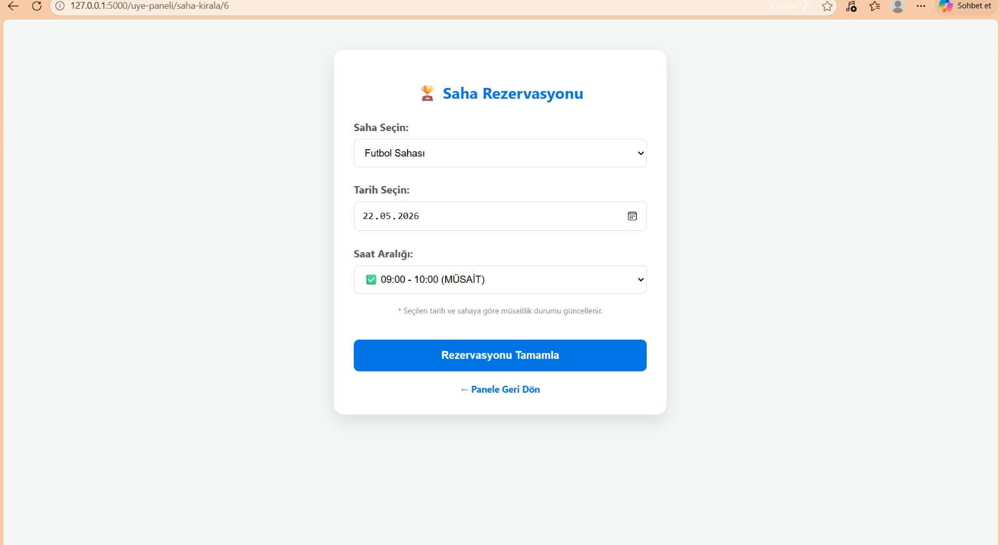 127.0.0.1:5000/uye-paneli/saha-kirala/6
Özetle
Sohbet et
🏆 Saha Rezervasyonu
Saha Seçin:
Futbol Sahası
Tarih Seçin:
22.05.2026
Saat Aralığı:
✅ 09:00 - 10:00 (MÜSAİT)
* Seçilen tarih ve sahaya göre müsaitlik durumu güncellenir.
Rezervasyonu Tamamla
← Panele Geri Dön